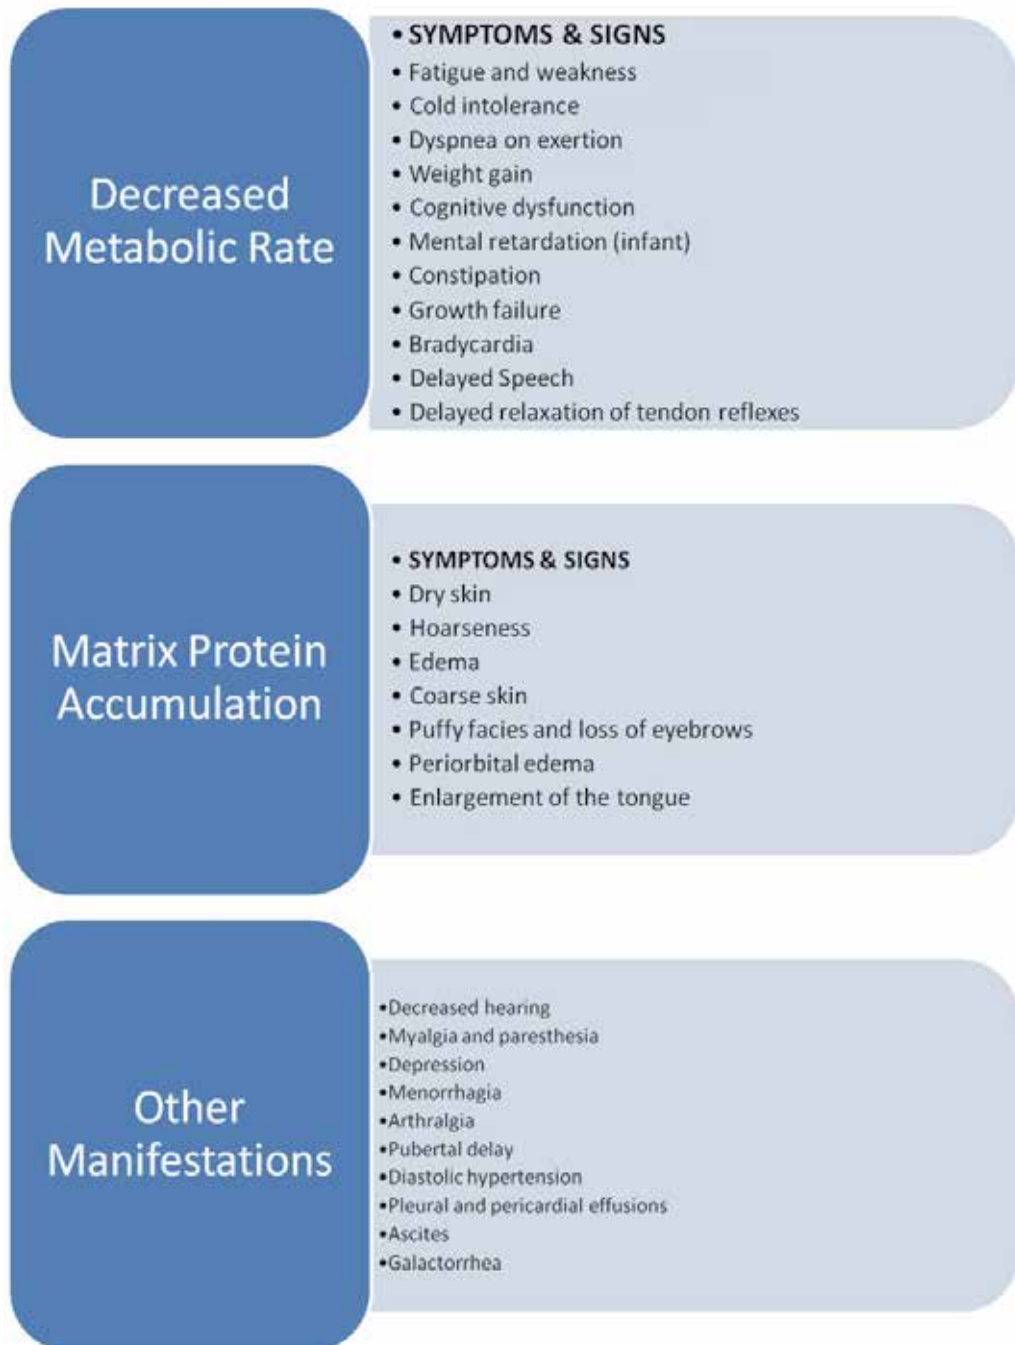 Decreased
Metabolic Rate
• SYMPTOMS & SIGNS
• Fatigue and weakness
• Cold intolerance
• Dyspnea on exertion
• Weight gain
• Cognitive dysfunction
• Mental retardation (infant)
• Constipation
• Growth failure
• Bradycardia
• Delayed Speech
• Delayed relaxation of tendon reflexes
Matrix Protein
Accumulation
• SYMPTOMS & SIGNS
• Dry skin
• Hoarseness
• Edema
• Coarse skin
• Puffy facies and loss of eyebrows
• Periorbital edema
• Enlargement of the tongue
Other
Manifestations
•Decreased hearing
•Myalgia and paresthesia
•Depression
•Menorrhagia
•Arthralgia
•Pubertal delay
•Diastolic hypertension
•Pleural and pericardial effusions
•Ascites
•Galactorrhea